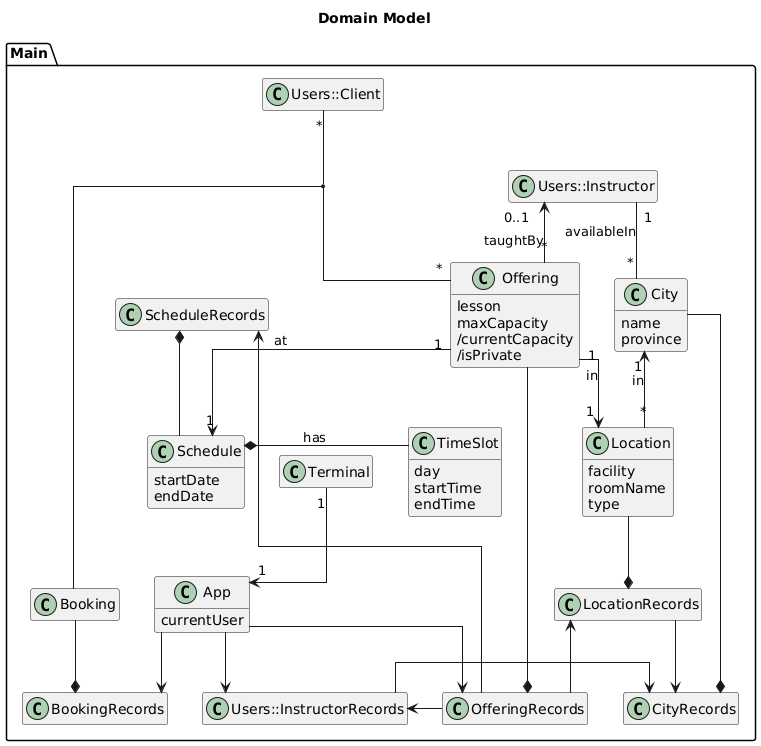 Domain Model
Main
C Users::Client
*
C Users::Instructor
0..1
1
taughtBy
*
availableIn
*
*
C Offering
lesson
maxCapacity
/currentCapacity
/isPrivate
C City
name
province
C ScheduleRecords
at
1
1
in
1
1
in
*
1
C Schedule
startDate
endDate
has
C TimeSlot
day
startTime
endTime
C Location
facility
roomName
type
C Terminal
1
1
C App
currentUser
C Booking
C LocationRecords
C BookingRecords
C Users::InstructorRecords
C OfferingRecords
C CityRecords